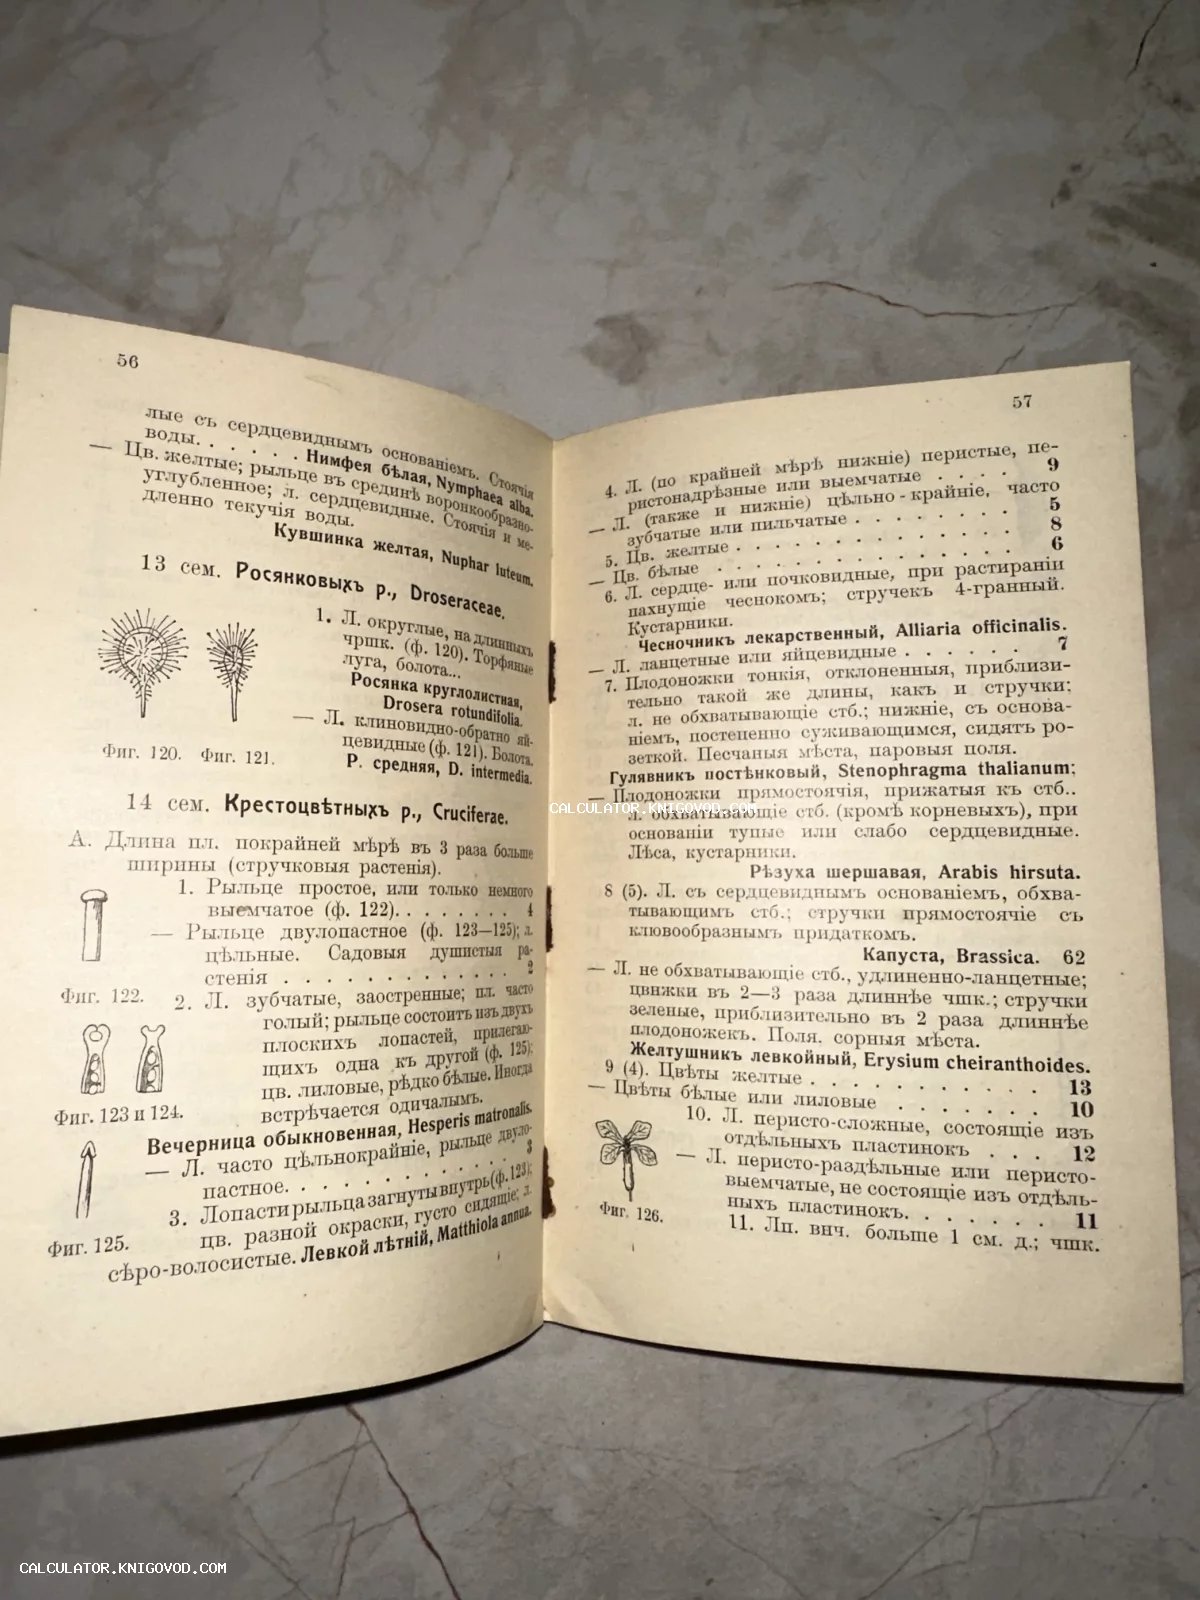 56
лые съ сердцевиднымъ основаніемъ. Стоячія
воды. . . . . . Нимфея бѣлая, Nymphaea alba.
— Цв. желтые; рыльце въ срединѣ воронкообразно-
углубленное; л. сердцевидные. Стоячія и ме-
дленно текучія воды.
Кувшинка желтая, Nuphar luteum.
13 сем. Росянковыхъ р., Droseraceae.
1. Л. округлые, на длинныхъ
чршк. (ф. 120). Торфяные
луга, болота...
Росянка круглолистная,
Drosera rotundifolia.
— Л. клиновидно-обратно яй-
цевидные (ф. 121). Болота.
Р. средняя, D. intermedia.
Фиг. 120. Фиг. 121.
14 сем. Крестоцвѣтныхъ р., Cruciferae.
А. Длина пл. покрайней мѣрѣ въ 3 раза больше
ширины (стручковыя растенія).
1. Рыльце простое, или только немного
выемчатое (ф. 122). . . . . . . . 4
— Рыльце двулопастное (ф. 123—125); л.
цѣльные. Садовыя душистыя ра-
стенія . . . . . . . . . . 2
Фиг. 122.
2. Л. зубчатые, заостренные; пл. часто
голый; рыльце состоитъ изъ двухъ
плоскихъ лопастей, прилегаю-
щихъ одна къ другой (ф. 125);
цв. лиловые, рѣдко бѣлые. Иногда
встрѣчается одичалымъ.
Фиг. 123 и 124.
Вечерница обыкновенная, Hesperis matronalis.
— Л. часто цѣльнокрайніе, рыльце двуло-
пастное. . . . . . . . . . . 3
3. Лопасти рыльца загнуты внутрь (ф. 123);
цв. разной окраски, густо сидящіе; л.
Фиг. 125.
сѣро-волосистые. Левкой лѣтній, Matthiola annua.
57
4. Л. (по крайней мѣрѣ нижніе) перистые, пе-
ристонадрѣзные или выемчатые . . . . 9
— Л. (также и нижніе) цѣльно-крайніе, часто
зубчатые или пильчатые . . . . . . . . 5
5. Цв. желтые . . . . . . . . . . . . . 8
— Цв. бѣлые . . . . . . . . . . . . . 6
6. Л. сердце- или почковидные, при растираніи
пахнущіе чеснокомъ; стручекъ 4-гранный.
Кустарники.
Чесночникъ лекарственный, Alliaria officinalis.
— Л. ланцетные или яйцевидные . . . . . . 7
7. Плодоножки тонкія, отклоненныя, приблизи-
тельно такой же длины, какъ и стручки;
л. не обхватывающіе стб.; нижніе, съ основа-
ніемъ, постепенно суживающимся, сидятъ ро-
зеткой. Песчаныя мѣста, паровыя поля.
Гулявникъ постѣнковый, Stenophragma thalianum;
— Плодоножки прямостоячія, прижатыя къ стб..
л. обхватывающіе стб. (кромѣ корневыхъ), при
основаніи тупые или слабо сердцевидные.
Лѣса, кустарники.
Рѣзуха шершавая, Arabis hirsuta.
8 (5). Л. съ сердцевиднымъ основаніемъ, обхва-
тывающимъ стб.; стручки прямостоячіе съ
клювообразнымъ придаткомъ.
Капуста, Brassica. 62
— Л. не обхватывающіе стб., удлиненно-ланцетные;
цвнжки въ 2—3 раза длиннѣе чшк.; стручки
зеленые, приблизительно въ 2 раза длиннѣе
плодоножекъ. Поля. сорныя мѣста.
Желтушникъ левкойный, Erysium cheiranthoides.
9 (4). Цвѣты желтые . . . . . . . . . . . 13
— Цвѣты бѣлые или лиловые . . . . . . . 10
10. Л. перисто-сложные, состоящіе изъ
отдѣльныхъ пластинокъ . . . 12
— Л. перисто-раздѣльные или перисто-
выемчатые, не состоящіе изъ отдѣль-
ныхъ пластинокъ. . . . . . . 11
Фиг. 126.
11. Лп. внч. больше 1 см. д.; чшк.
CALCULATOR.KNIGOVOD.COM
CALCULATOR.KNIGOVOD.COM